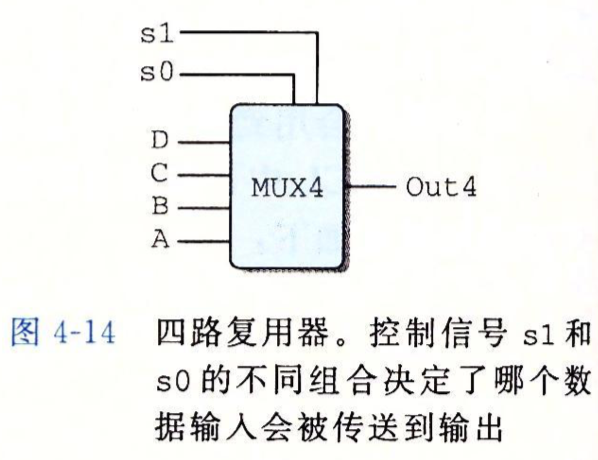 s1
s0
D
C
B
A
MUX4
Out4
图 4-14 四路复用器。控制信号 s1 和
s0 的不同组合决定了哪个数
据输入会被传送到输出